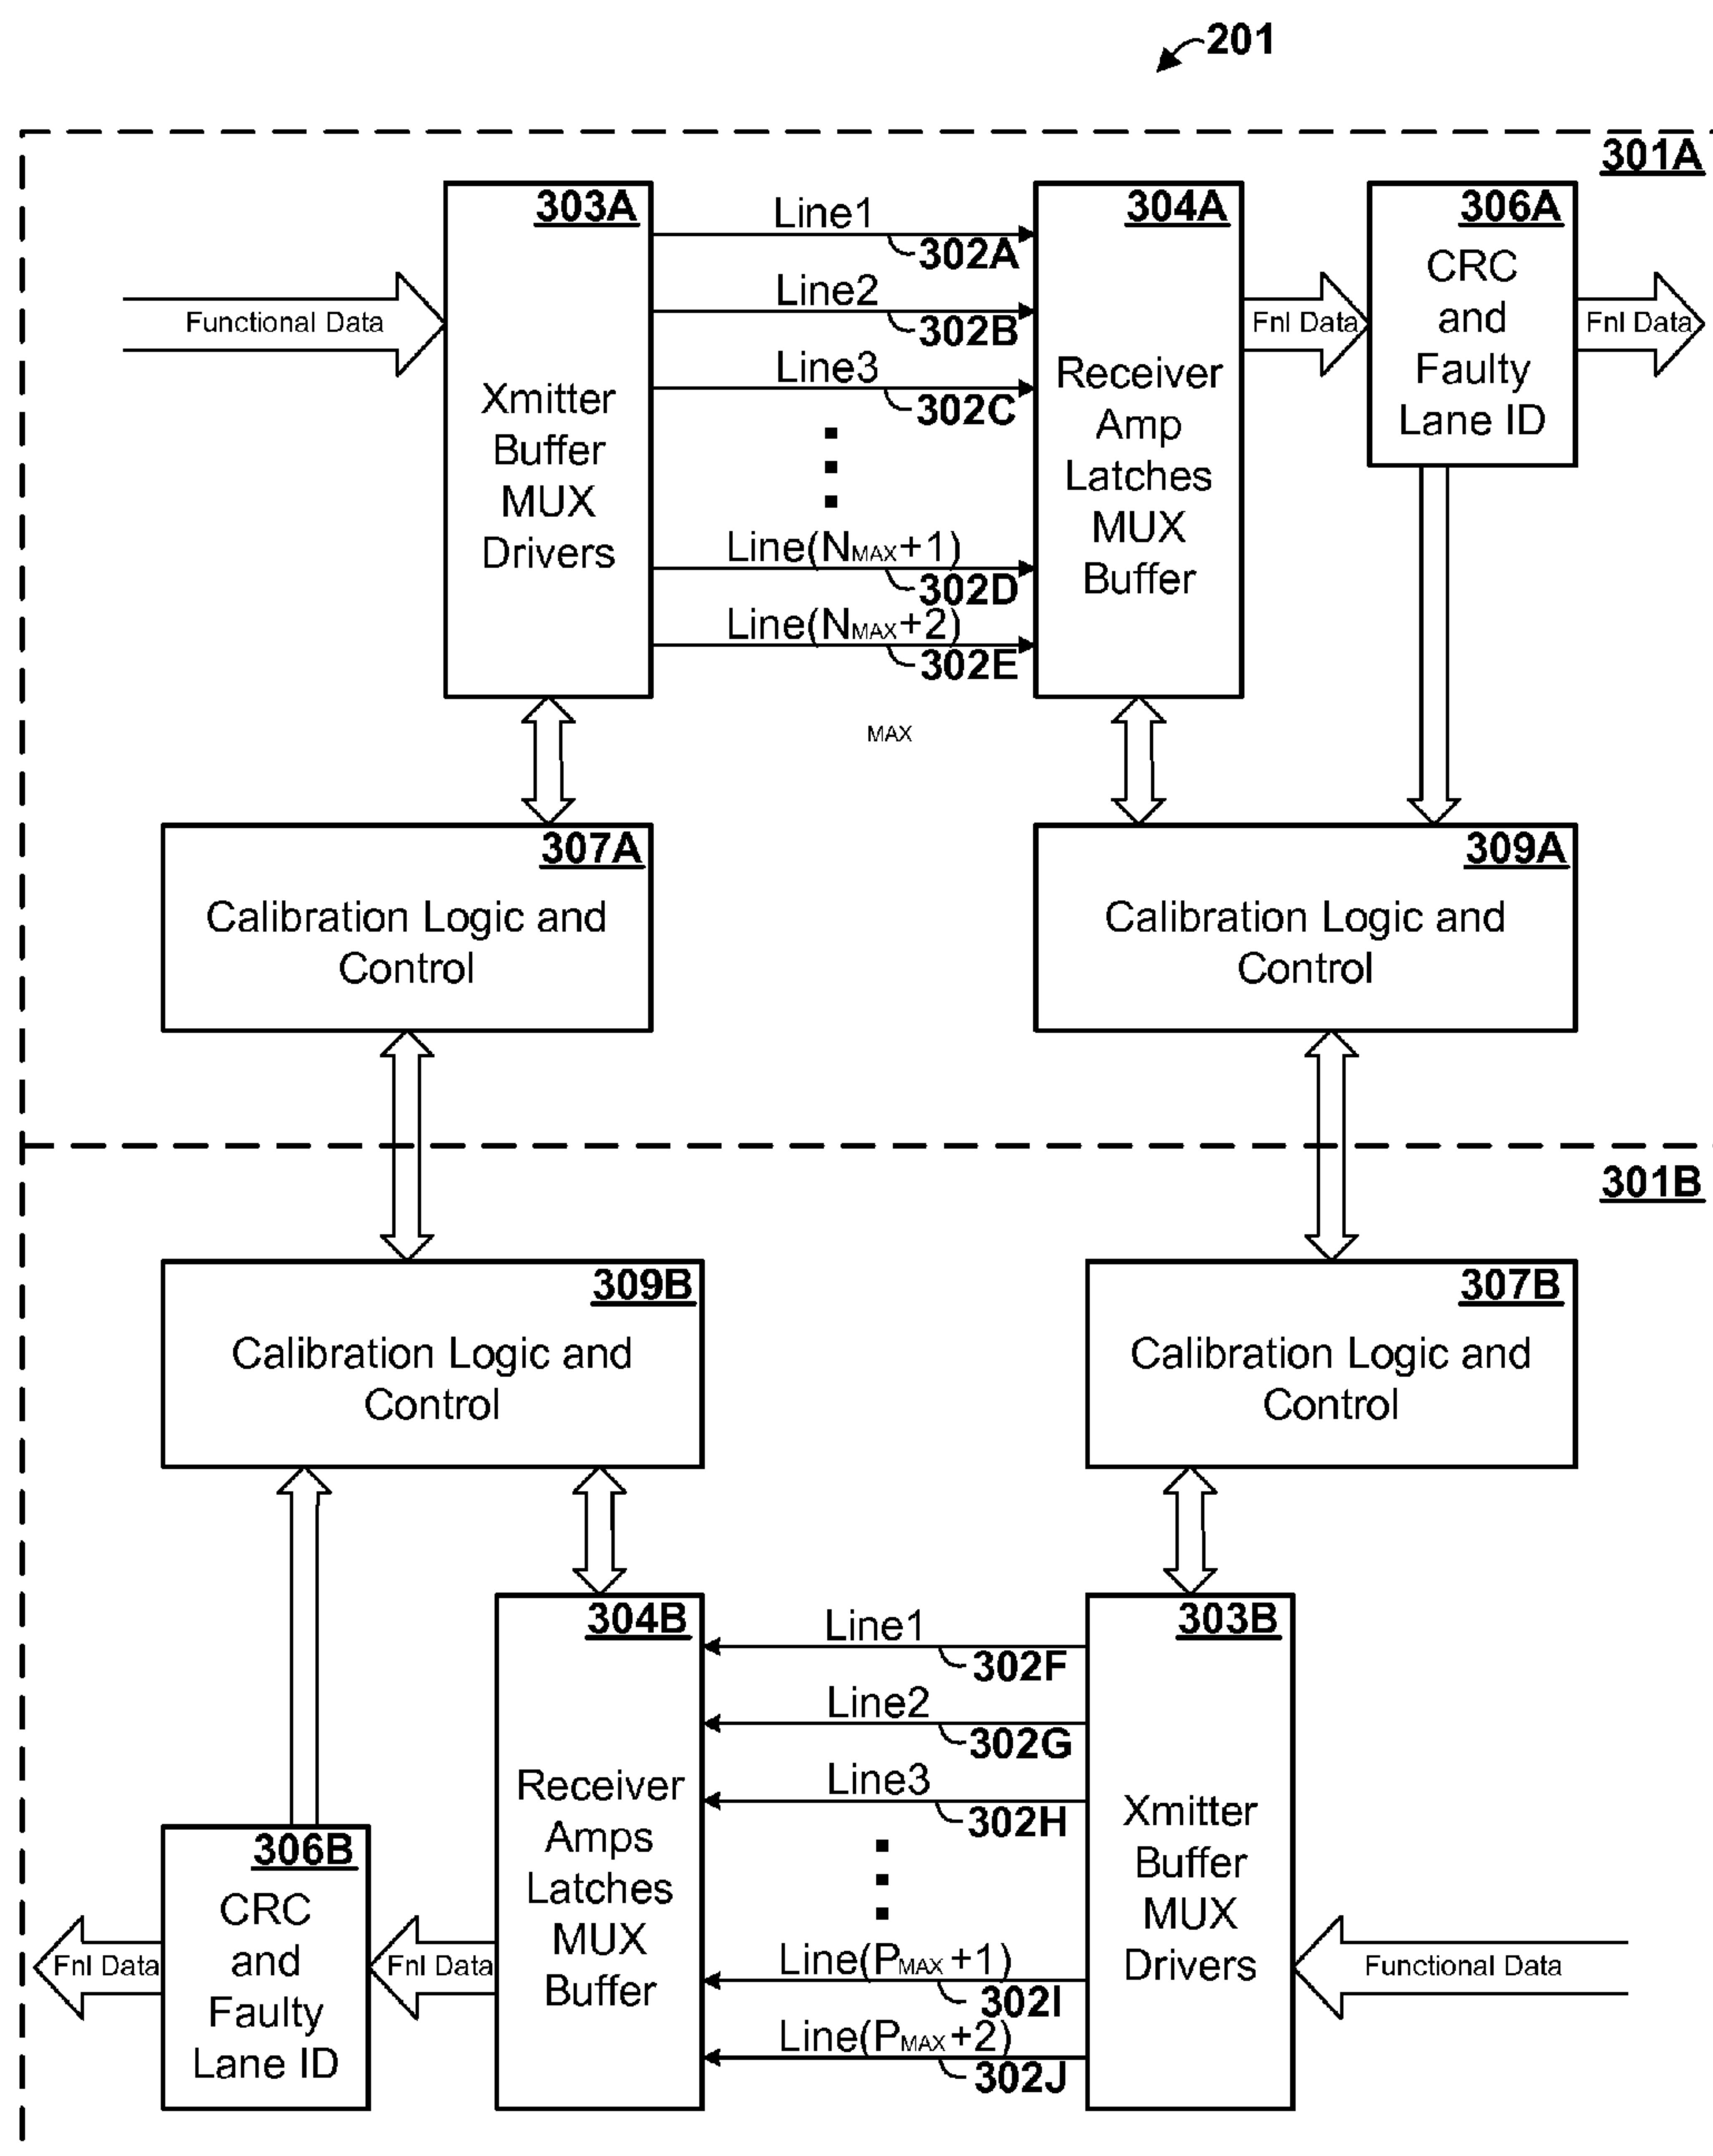 201
301A
303A
Xmitter
Buffer
MUX
Drivers
Functional Data
Line1
302A
Line2
302B
Line3
302C
Line(NMAX+1)
302D
Line(NMAX+2)
302E
MAX
304A
Receiver
Amp
Latches
MUX
Buffer
Fnl Data
306A
CRC
and
Faulty
Lane ID
Fnl Data
307A
Calibration Logic and
Control
309A
Calibration Logic and
Control
301B
309B
Calibration Logic and
Control
307B
Calibration Logic and
Control
304B
Receiver
Amps
Latches
MUX
Buffer
Line1
302F
Line2
302G
Line3
302H
Line(PMAX+1)
302I
Line(PMAX+2)
302J
303B
Xmitter
Buffer
MUX
Drivers
Functional Data
306B
CRC
and
Faulty
Lane ID
Fnl Data
Fnl Data